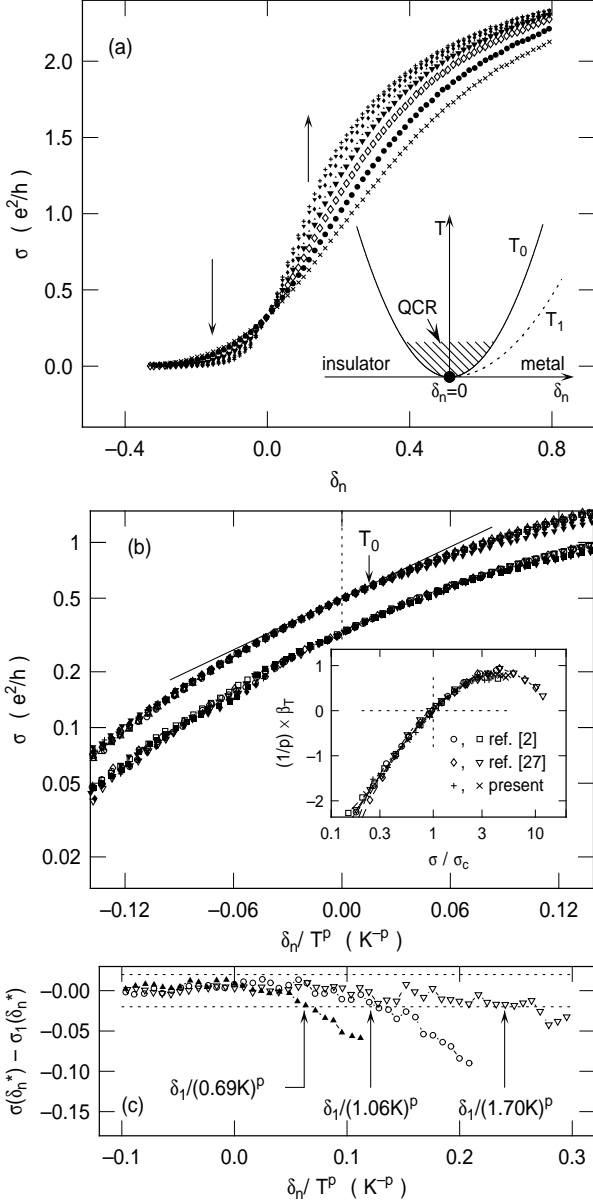 (a)
2.0
1.5
1.0
0.5
0.0
σ ( e²/h )
T
T₀
T₁
QCR
insulator
metal
δₙ=0
δₙ
−0.4
0.0
0.4
0.8
δₙ
(b)
T₀
1
0.5
0.2
0.1
0.05
0.02
σ ( e²/h )
1
0
−1
−2
(1/p) × β_T
○ , □ ref. [2]
◇ , ▽ ref. [27]
+ , × present
0.1
0.3
1
3
10
σ / σ_c
−0.12
−0.06
0.00
0.06
0.12
δₙ / Tᵖ ( K⁻ᵖ )
−0.00
−0.05
−0.10
−0.15
σ(δₙ*) − σ₁(δₙ*)
(c)
δ₁/(0.69K)ᵖ
δ₁/(1.06K)ᵖ
δ₁/(1.70K)ᵖ
−0.1
0.0
0.1
0.2
0.3
δₙ / Tᵖ ( K⁻ᵖ )